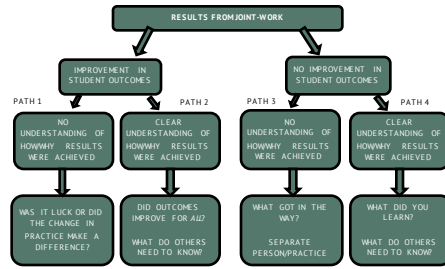 RESULTS FROM JOINT-WORK
IMPROVEMENT IN
STUDENT OUTCOMES
NO IMPROVEMENT IN
STUDENT OUTCOMES
PATH 1
PATH 2
PATH 3
PATH 4
NO
UNDERSTANDING OF
HOW/WHY RESULTS
WERE ACHIEVED
CLEAR
UNDERSTANDING OF
HOW/WHY RESULTS
WERE ACHIEVED
NO
UNDERSTANDING OF
HOW/WHY RESULTS
WERE ACHIEVED
CLEAR
UNDERSTANDING OF
HOW/WHY RESULTS
WERE ACHIEVED
WAS IT LUCK OR DID
THE CHANGE IN
PRACTICE MAKE A
DIFFERENCE?
DID OUTCOMES
IMPROVE FOR ALL?
WHAT DO OTHERS
NEED TO KNOW?
WHAT GOT IN
THE WAY?
SEPARATE
PERSON/PRACTICE
WHAT DID YOU
LEARN?
WHAT DO OTHERS
NEED TO KNOW?